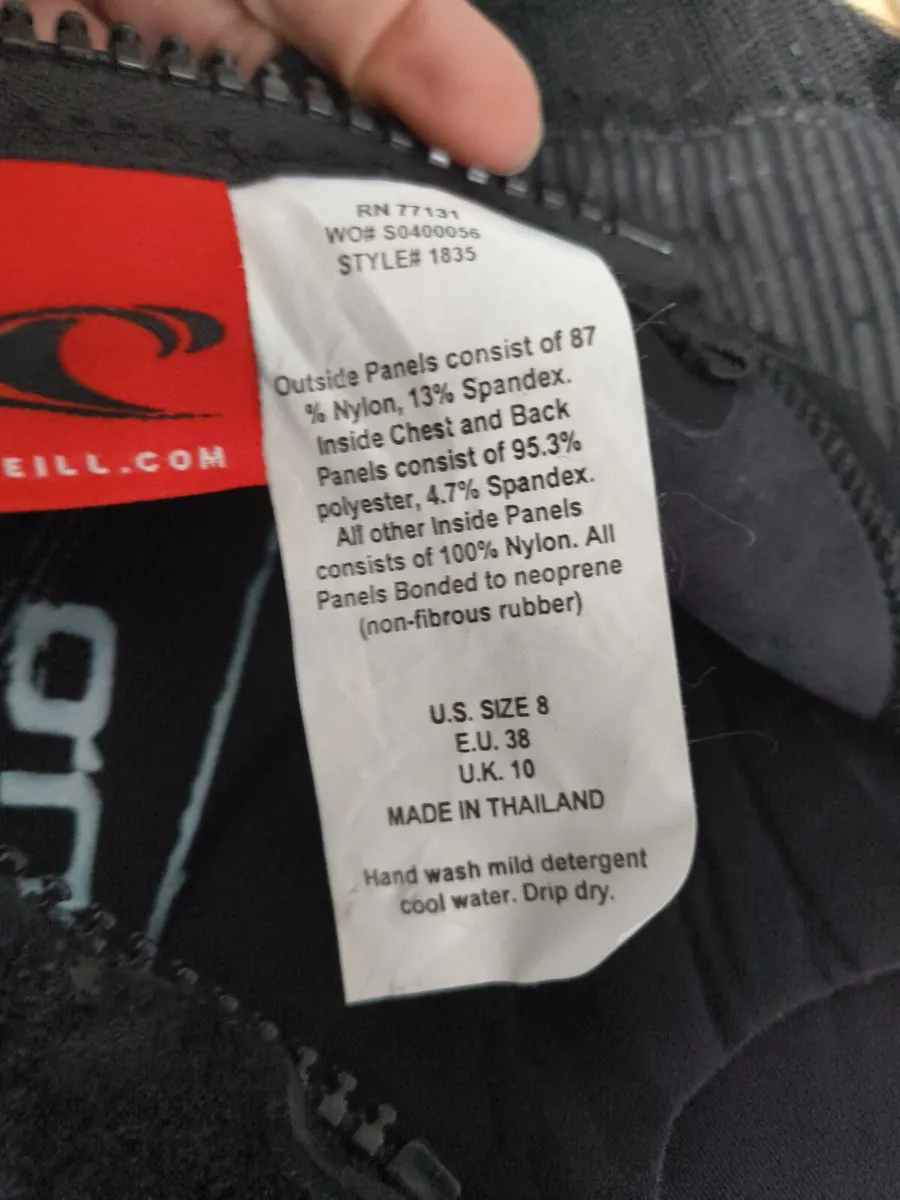 RN 77131
WO# S0400056
STYLE# 1835
Outside Panels consist of 87
% Nylon, 13% Spandex.
Inside Chest and Back
Panels consist of 95.3%
polyester, 4.7% Spandex.
All other Inside Panels
consists of 100% Nylon. All
Panels Bonded to neoprene
(non-fibrous rubber)
U.S. SIZE 8
E.U. 38
U.K. 10
MADE IN THAILAND
Hand wash mild detergent
cool water. Drip dry.
EILL.COM